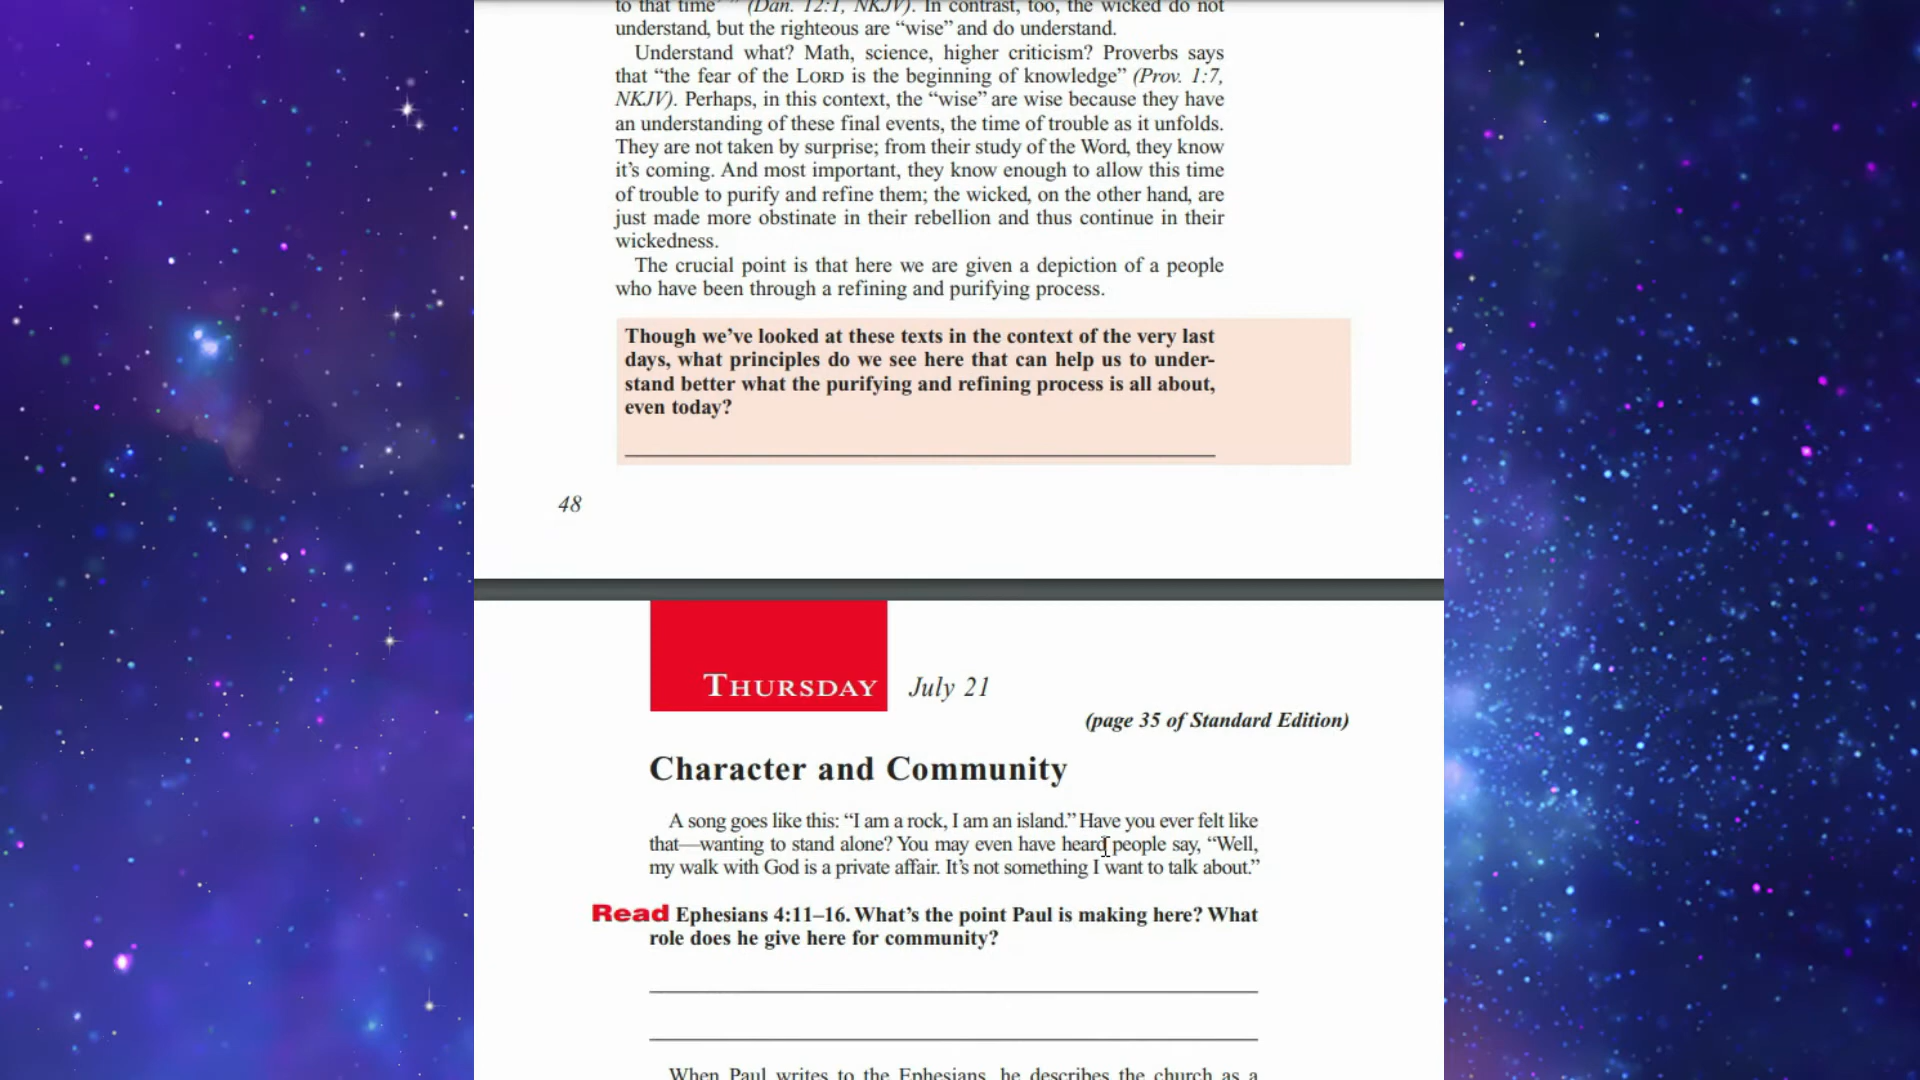 to that time’ ” (Dan. 12:1, NKJV). In contrast, too, the wicked do not
understand, but the righteous are “wise” and do understand.
Understand what? Math, science, higher criticism? Proverbs says
that “the fear of the LORD is the beginning of knowledge” (Prov. 1:7,
NKJV). Perhaps, in this context, the “wise” are wise because they have
an understanding of these final events, the time of trouble as it unfolds.
They are not taken by surprise; from their study of the Word, they know
it’s coming. And most important, they know enough to allow this time
of trouble to purify and refine them; the wicked, on the other hand, are
just made more obstinate in their rebellion and thus continue in their
wickedness.
The crucial point is that here we are given a depiction of a people
who have been through a refining and purifying process.
Though we’ve looked at these texts in the context of the very last
days, what principles do we see here that can help us to under-
stand better what the purifying and refining process is all about,
even today?
48
THURSDAY July 21
(page 35 of Standard Edition)
Character and Community
A song goes like this: “I am a rock, I am an island.” Have you ever felt like
that—wanting to stand alone? You may even have heard people say, “Well,
my walk with God is a private affair. It’s not something I want to talk about.”
Read Ephesians 4:11–16. What’s the point Paul is making here? What
role does he give here for community?
When Paul writes to the Ephesians, he describes the church as a